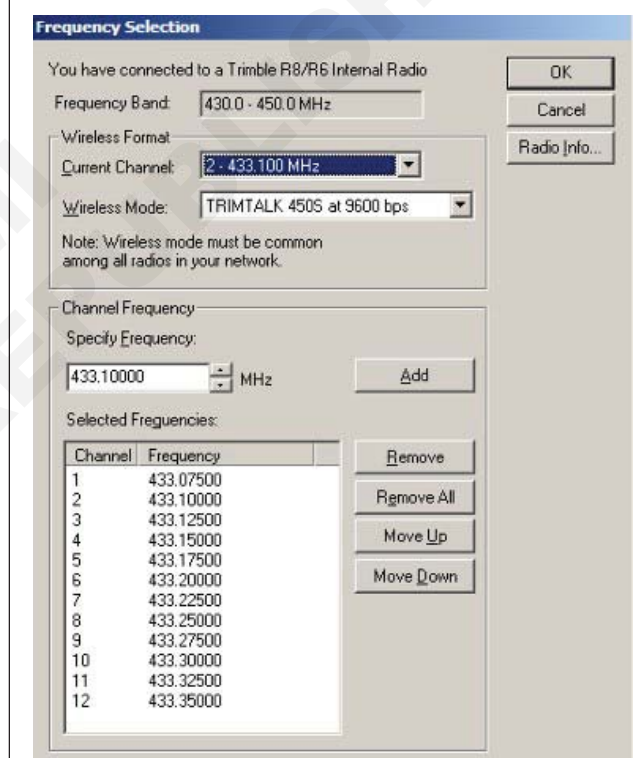 Frequency Selection
You have connected to a Trimble R8/R6 Internal Radio
Frequency Band: 430.0 - 450.0 MHz
OK
Cancel
Radio Info...
Wireless Format
Current Channel: 2 - 433.100 MHz
Wireless Mode: TRIMTALK 450S at 9600 bps
Note: Wireless mode must be common
among all radios in your network.
Channel Frequency
Specify Frequency:
433.10000 MHz
Add
Selected Freguencies:
Channel Frequency
1 433.07500
2 433.10000
3 433.12500
4 433.15000
5 433.17500
6 433.20000
7 433.22500
8 433.25000
9 433.27500
10 433.30000
11 433.32500
12 433.35000
Remove
Remove All
Move Up
Move Down